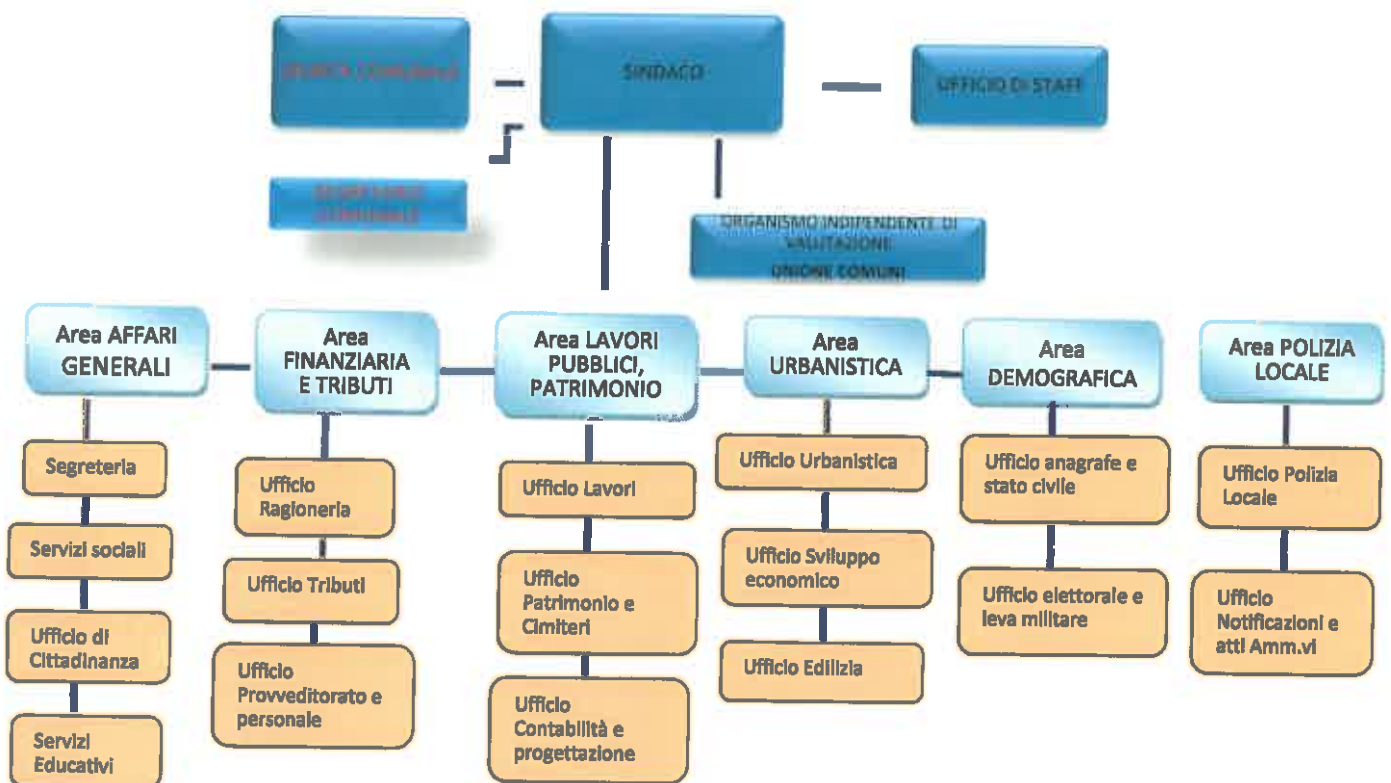 SINDACO
UFFICIO DI STAFF
ORGANISMO INDIPENDENTE DI
VALUTAZIONE
UNIONE COMUNI
Area AFFARI
GENERALI
Area
FINANZIARIA
E TRIBUTI
Area LAVORI
PUBBLICI,
PATRIMONIO
Area
URBANISTICA
Area
DEMOGRAFICA
Area POLIZIA
LOCALE
Segreteria
Servizi sociali
Ufficio di
Cittadinanza
Servizi
Educativi
Ufficio
Ragioneria
Ufficio Tributi
Ufficio
Provveditorato e
personale
Ufficio Lavori
Ufficio
Patrimonio e
Cimiteri
Ufficio
Contabilità e
progettazione
Ufficio Urbanistica
Ufficio Sviluppo
economico
Ufficio Edilizia
Ufficio anagrafe e
stato civile
Ufficio elettorale e
leva militare
Ufficio Polizia
Locale
Ufficio
Notificazioni e
atti Amm.vi